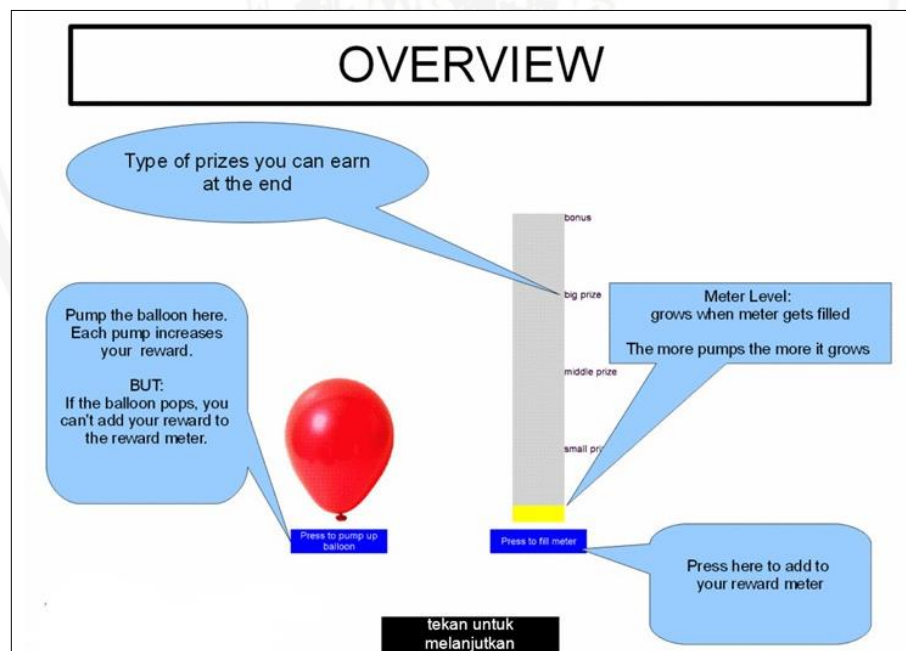 OVERVIEW
Type of prizes you can earn
at the end
bonus
big prize
Meter Level:
grows when meter gets filled
The more pumps the more it grows
Pump the balloon here.
Each pump increases
your reward.
BUT:
If the balloon pops, you
can't add your reward to
the reward meter.
middle prize
small
Press to pump up
balloon
Press to fill meter
Press here to add to
your reward meter
tekan untuk
melanjutkan